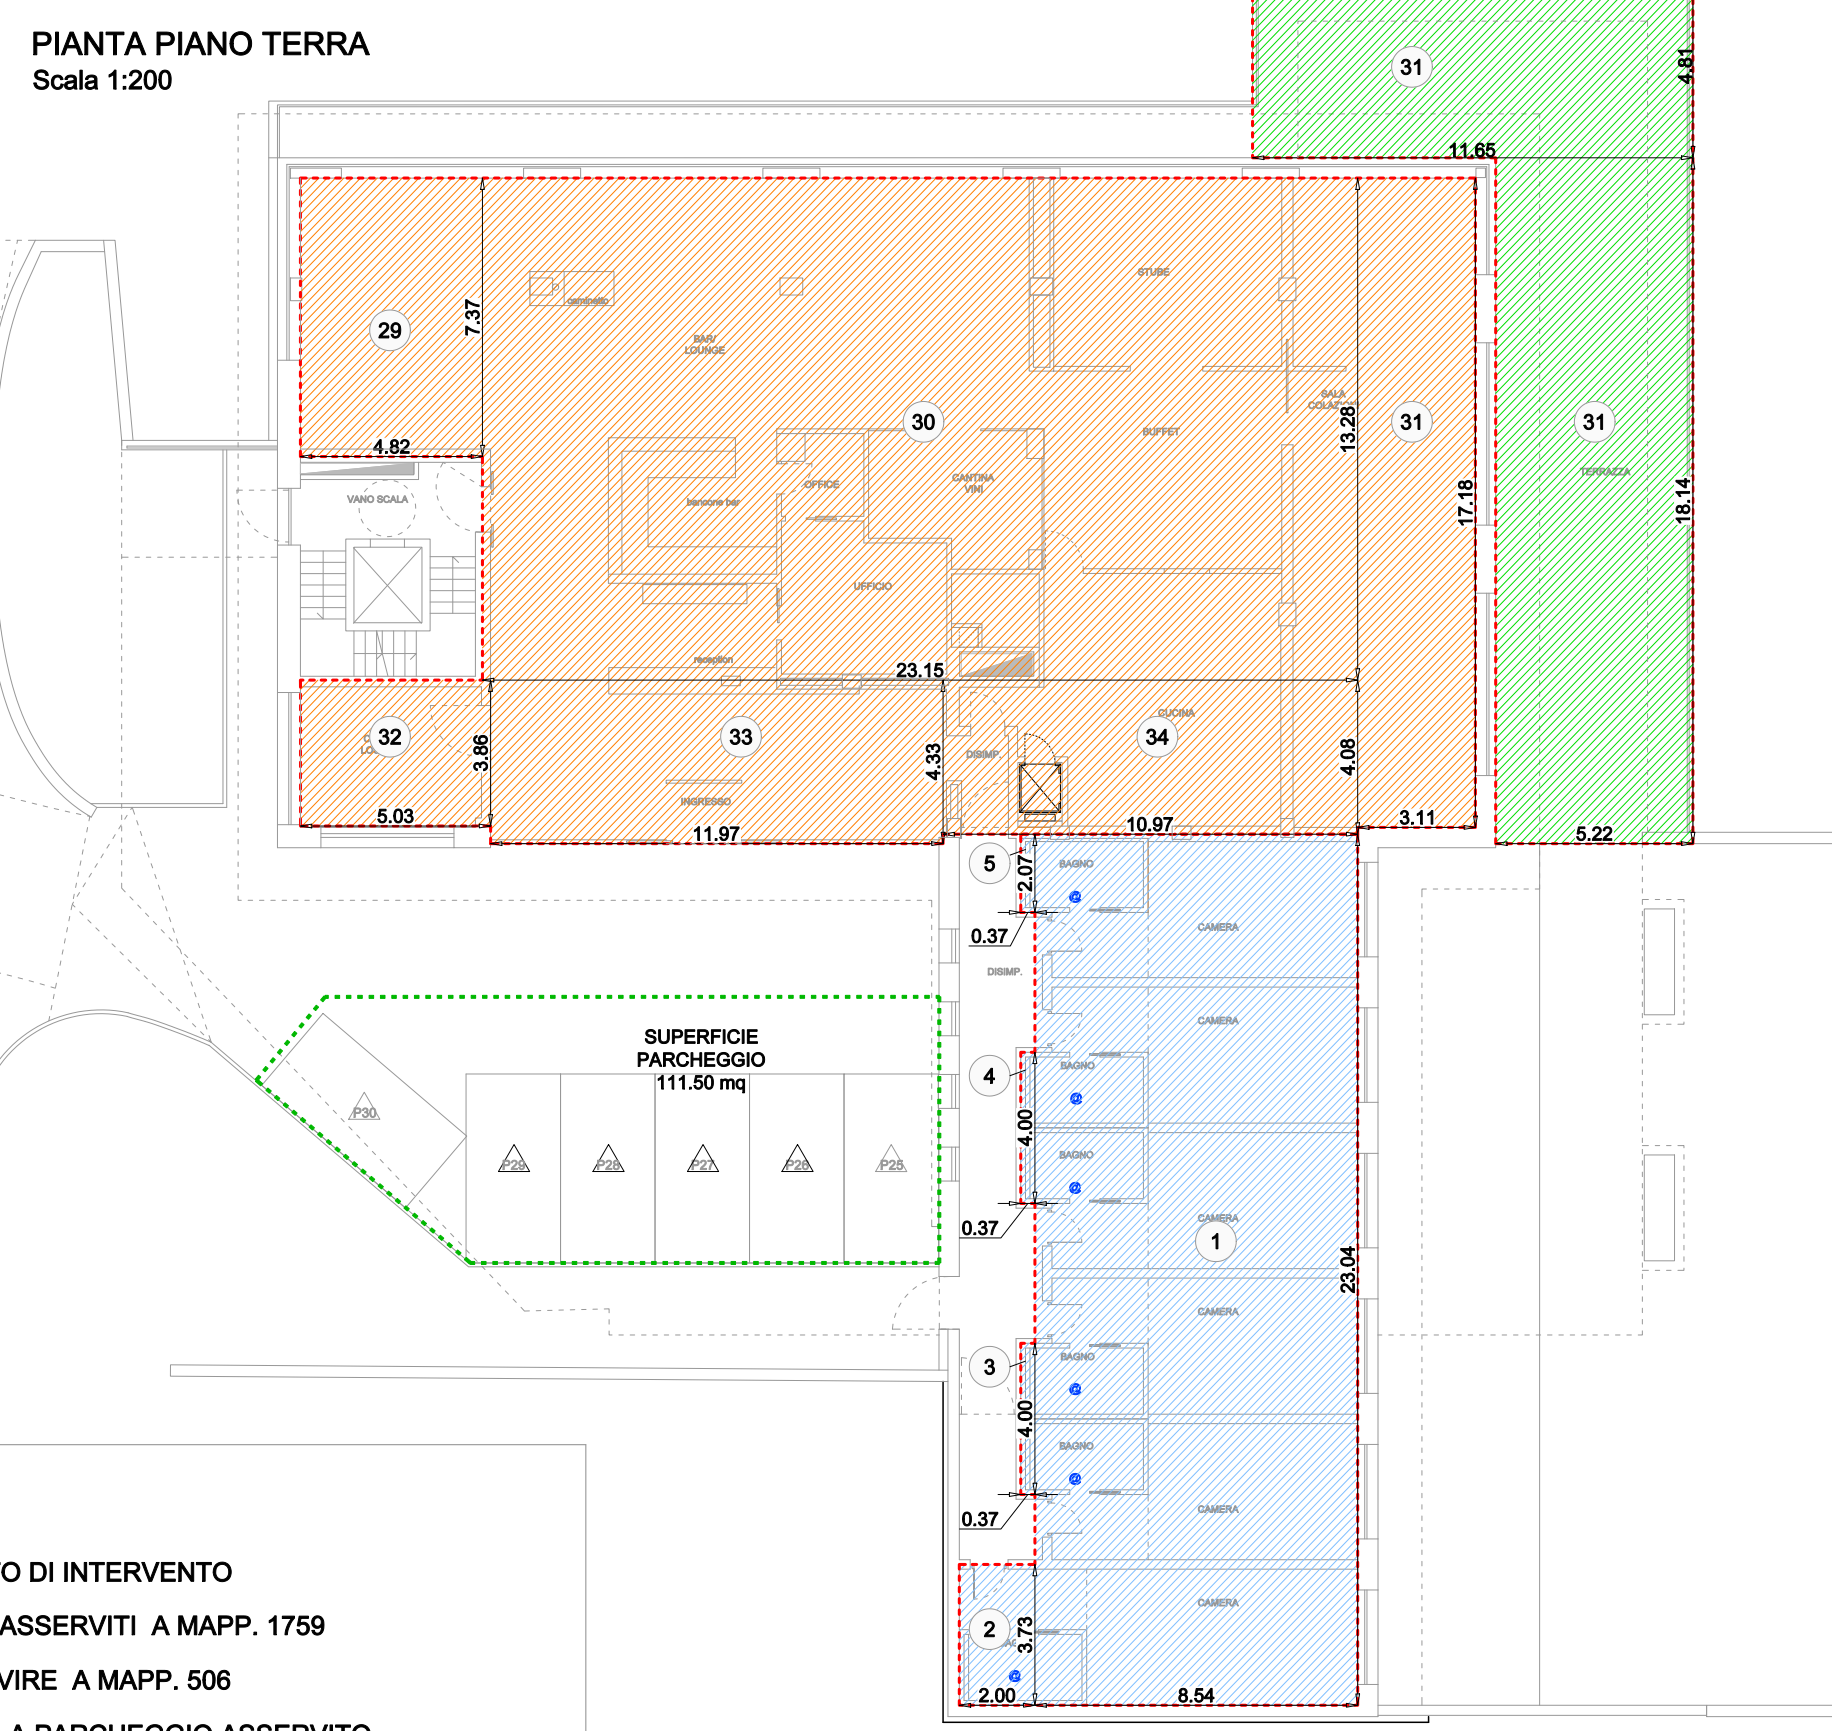 PIANTA PIANO TERRA
Scala 1:200
31
4.81
11.65
STUBE
caminetto
29
7.37
BAR/
LOUNGE
SALA
30
31
31
13.28
BUFFET
4.82
TERRAZZA
VANO SCALA
OFFICE
CANTINA
VINI
bancone bar
17.18
18.14
UFFICIO
reception
23.15
CUCINA
32
33
34
3.86
4.33
DISIMP.
4.08
INGRESSO
5.03
11.97
10.97
3.11
5.22
5
2.07
BAGNO
0.37
CAMERA
DISIMP.
CAMERA
SUPERFICIE
PARCHEGGIO
111.50 mq
4
BAGNO
P30
4.00
P29
P28
P27
P26
P25
BAGNO
0.37
CAMERA
1
23.04
CAMERA
3
BAGNO
4.00
BAGNO
0.37
CAMERA
O DI INTERVENTO
CAMERA
ASSERVITI A MAPP. 1759
2
3.73
VIRE A MAPP. 506
2.00
8.54
A PARCHEGGIO ASSERVITO